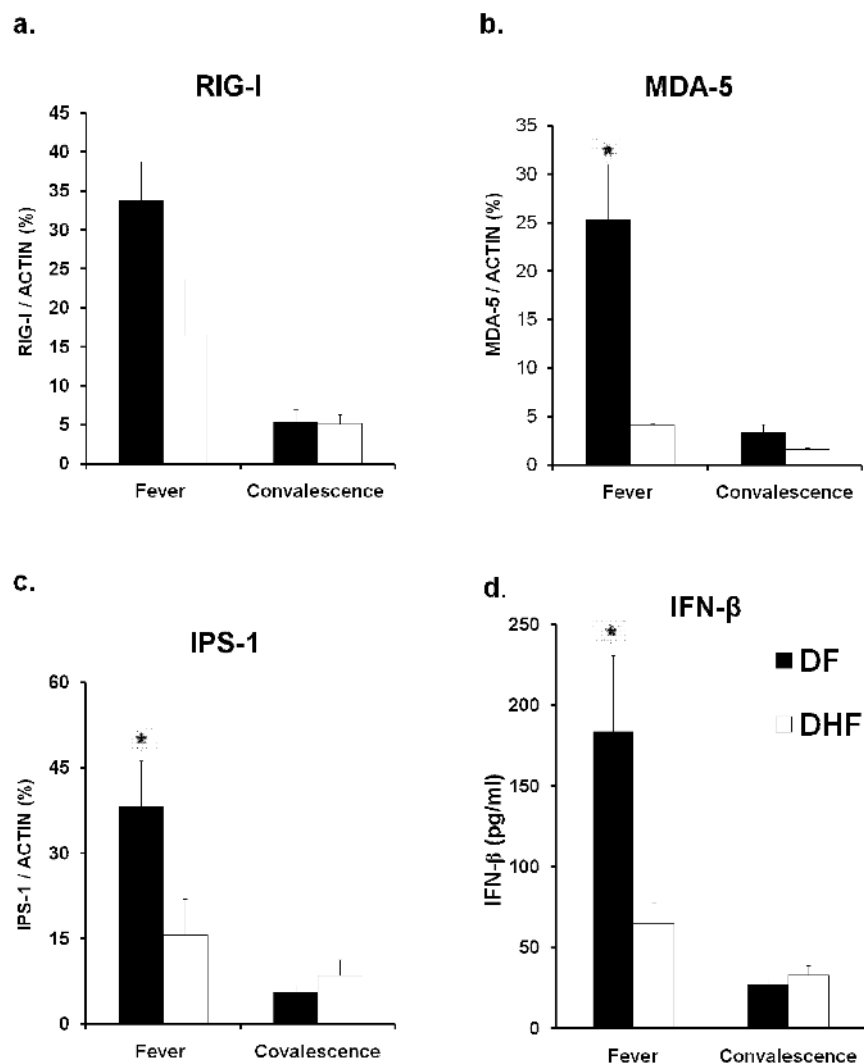 a.
RIG-I
RIG-I / ACTIN (%)
45
40
35
30
25
20
15
10
5
0
Fever
Convalescence
b.
MDA-5
MDA-5 / ACTIN (%)
35
30
25
20
15
10
5
0
*
Fever
Convalescence
c.
IPS-1
IPS-1 / ACTIN (%)
60
45
30
15
0
*
Fever
Covalescence
d.
IFN-β
IFN-β (pg/ml)
250
200
150
100
50
0
*
DF
DHF
Fever
Convalescence